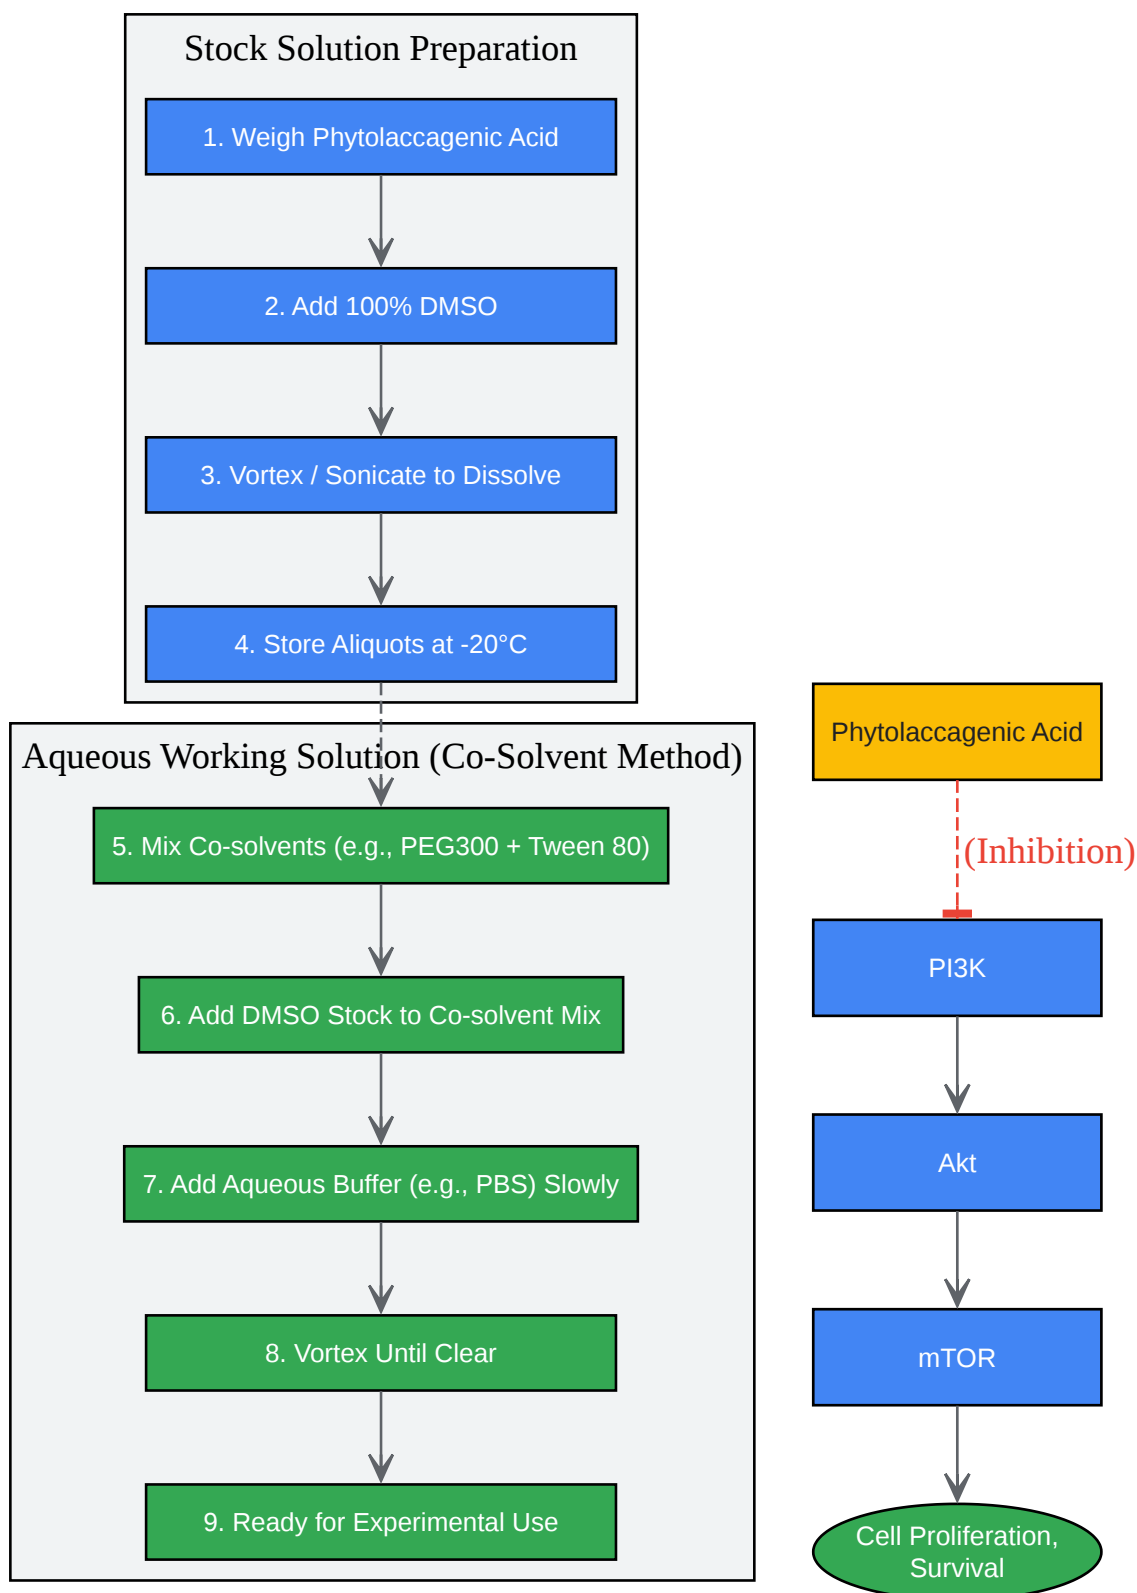 Stock Solution Preparation
1. Weigh Phytolaccagenic Acid
2. Add 100% DMSO
3. Vortex / Sonicate to Dissolve
4. Store Aliquots at -20°C
Aqueous Working Solution (Co-Solvent Method)
5. Mix Co-solvents (e.g., PEG300 + Tween 80)
6. Add DMSO Stock to Co-solvent Mix
7. Add Aqueous Buffer (e.g., PBS) Slowly
8. Vortex Until Clear
9. Ready for Experimental Use
Phytolaccagenic Acid
(Inhibition)
PI3K
Akt
mTOR
Cell Proliferation,
Survival